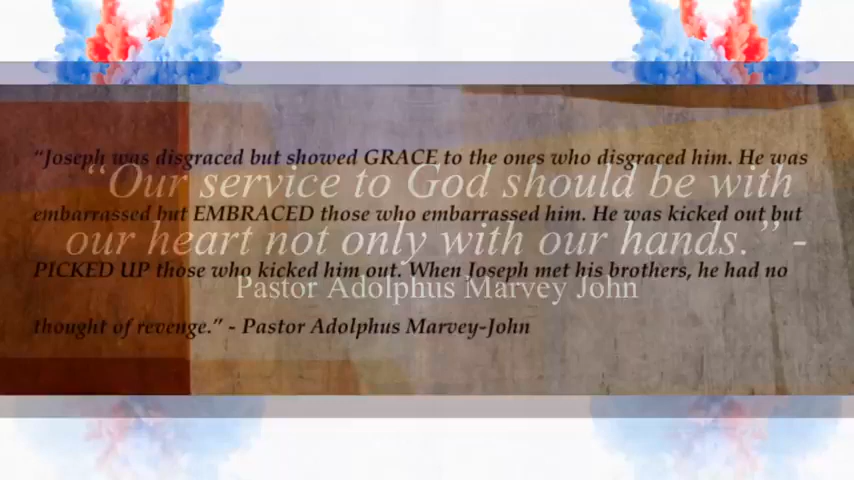 “Joseph was disgraced but showed GRACE to the ones who disgraced him. He was
embarrassed but EMBRACED those who embarrassed him. He was kicked out but
PICKED UP those who kicked him out. When Joseph met his brothers, he had no
thought of revenge.” - Pastor Adolphus Marvey-John
“Our service to God should be with
our heart not only with our hands.” -
Pastor Adolphus Marvey John